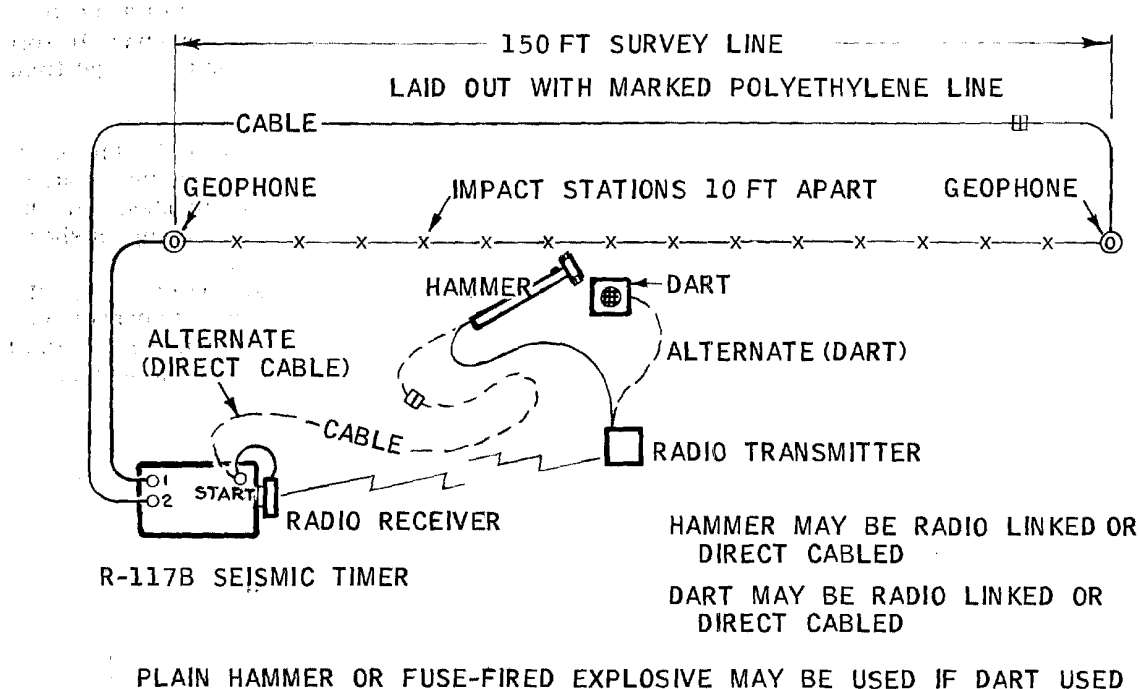 150 FT SURVEY LINE
LAID OUT WITH MARKED POLYETHYLENE LINE
CABLE
GEOPHONE
IMPACT STATIONS 10 FT APART
GEOPHONE
HAMMER
DART
ALTERNATE
(DIRECT CABLE)
ALTERNATE (DART)
CABLE
RADIO TRANSMITTER
1
2
START
RADIO RECEIVER
R-117B SEISMIC TIMER
HAMMER MAY BE RADIO LINKED OR
DIRECT CABLED
DART MAY BE RADIO LINKED OR
DIRECT CABLED
PLAIN HAMMER OR FUSE-FIRED EXPLOSIVE MAY BE USED IF DART USED